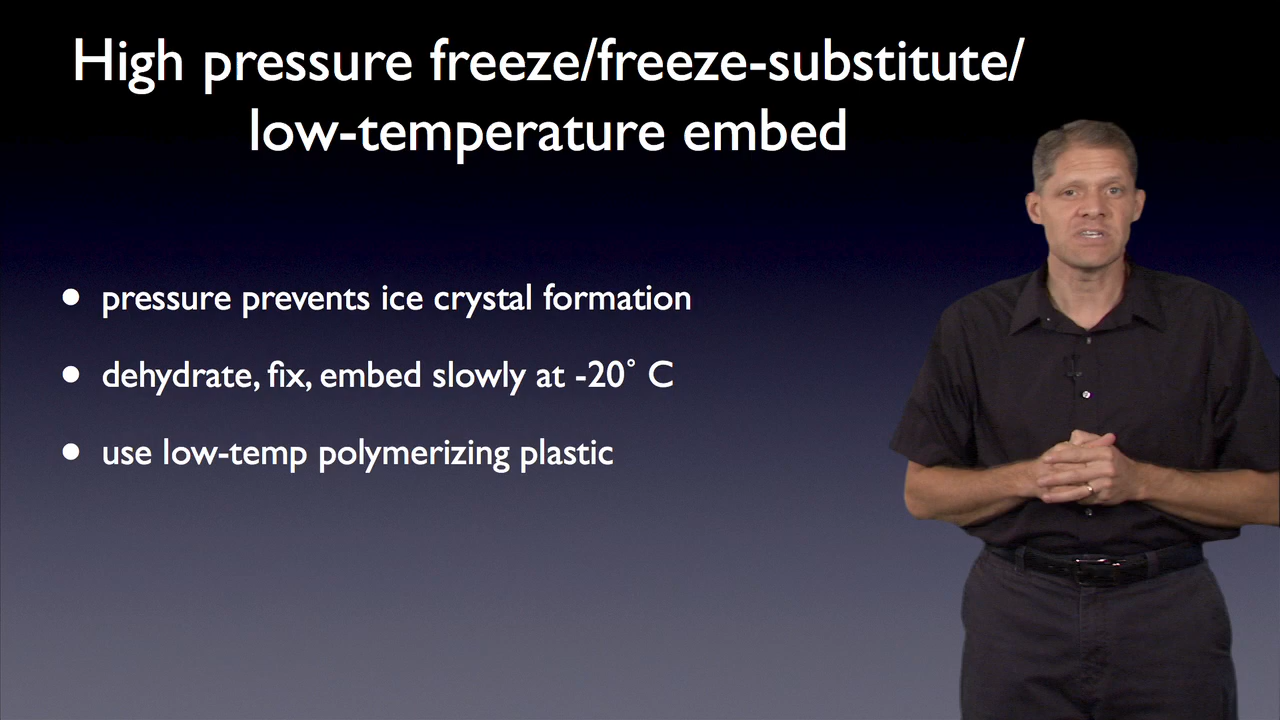 High pressure freeze/freeze-substitute/
low-temperature embed
• pressure prevents ice crystal formation
• dehydrate, fix, embed slowly at -20˚ C
• use low-temp polymerizing plastic